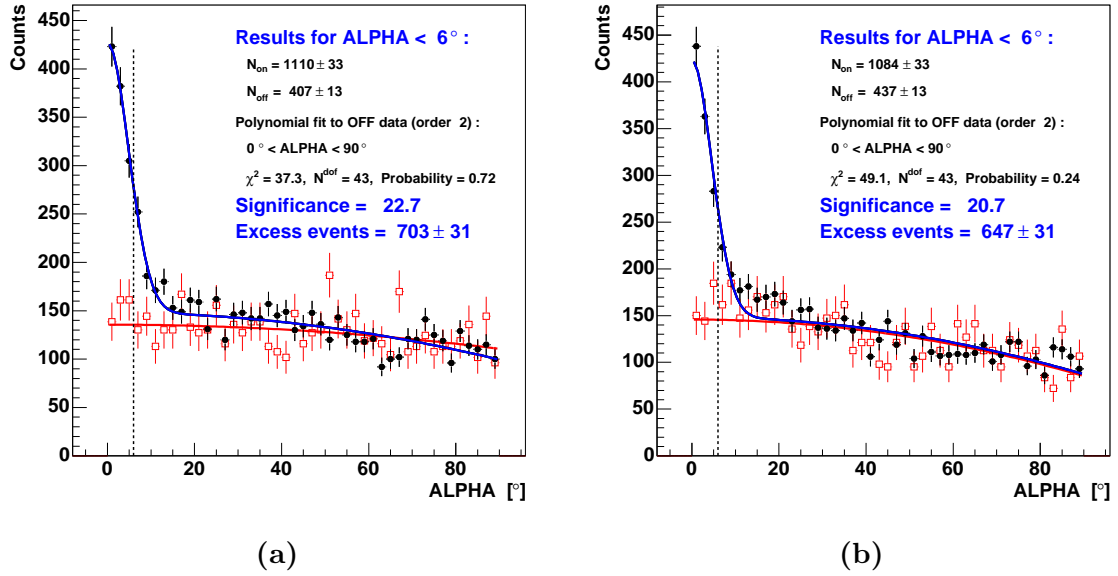 Counts
450
400
350
300
250
200
150
100
50
0
0 20 40 60 80
ALPHA [°]
Results for ALPHA < 6° :
N_on = 1110 ± 33
N_off = 407 ± 13
Polynomial fit to OFF data (order 2) :
0 ° < ALPHA < 90°
χ² = 37.3, N^dof = 43, Probability = 0.72
Significance = 22.7
Excess events = 703 ± 31
(a)
Counts
450
400
350
300
250
200
150
100
50
0
0 20 40 60 80
ALPHA [°]
Results for ALPHA < 6° :
N_on = 1084 ± 33
N_off = 437 ± 13
Polynomial fit to OFF data (order 2) :
0 ° < ALPHA < 90°
χ² = 49.1, N^dof = 43, Probability = 0.24
Significance = 20.7
Excess events = 647 ± 31
(b)